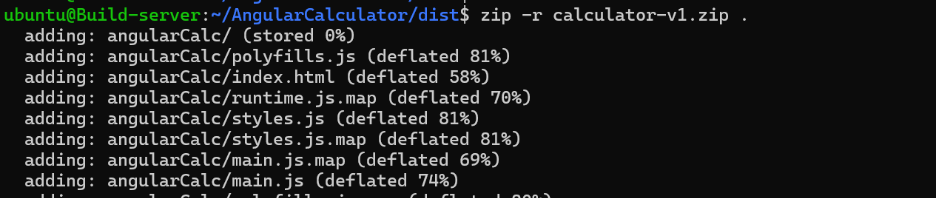 ubuntu@Build-server:~/AngularCalculator/dist$ zip -r calculator-v1.zip .
adding: angularCalc/ (stored 0%)
adding: angularCalc/polyfills.js (deflated 81%)
adding: angularCalc/index.html (deflated 58%)
adding: angularCalc/runtime.js.map (deflated 70%)
adding: angularCalc/styles.js (deflated 81%)
adding: angularCalc/styles.js.map (deflated 81%)
adding: angularCalc/main.js.map (deflated 69%)
adding: angularCalc/main.js (deflated 74%)